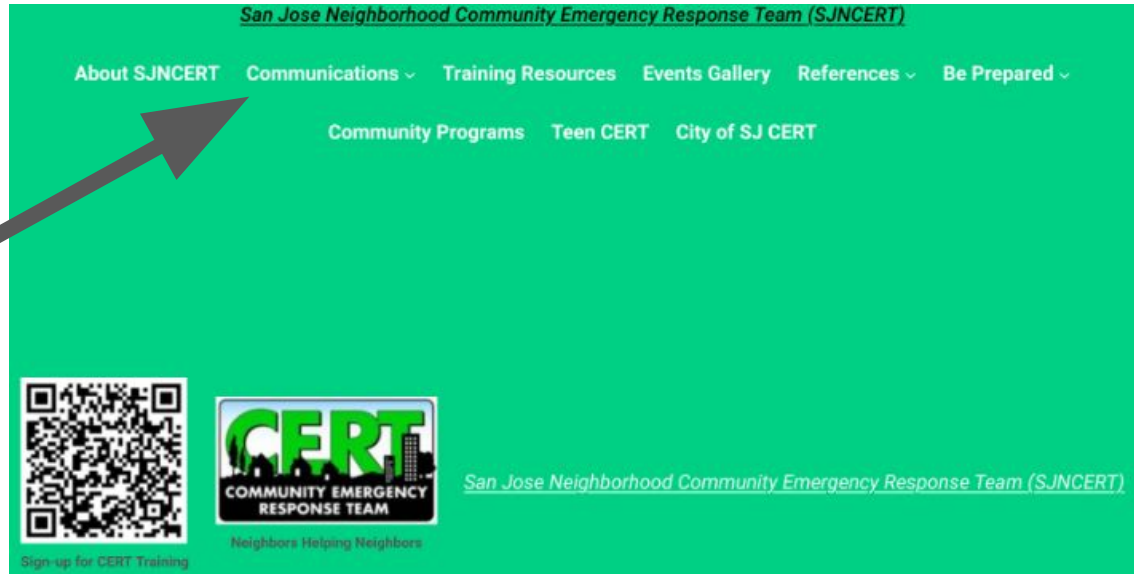 San Jose Neighborhood Community Emergency Response Team (SJNCERT)
About SJNCERT Communications Training Resources Events Gallery References Be Prepared
Community Programs Teen CERT City of SJ CERT
CERT
COMMUNITY EMERGENCY
RESPONSE TEAM
Neighbors Helping Neighbors
San Jose Neighborhood Community Emergency Response Team (SJNCERT)
Sign-up for CERT Training